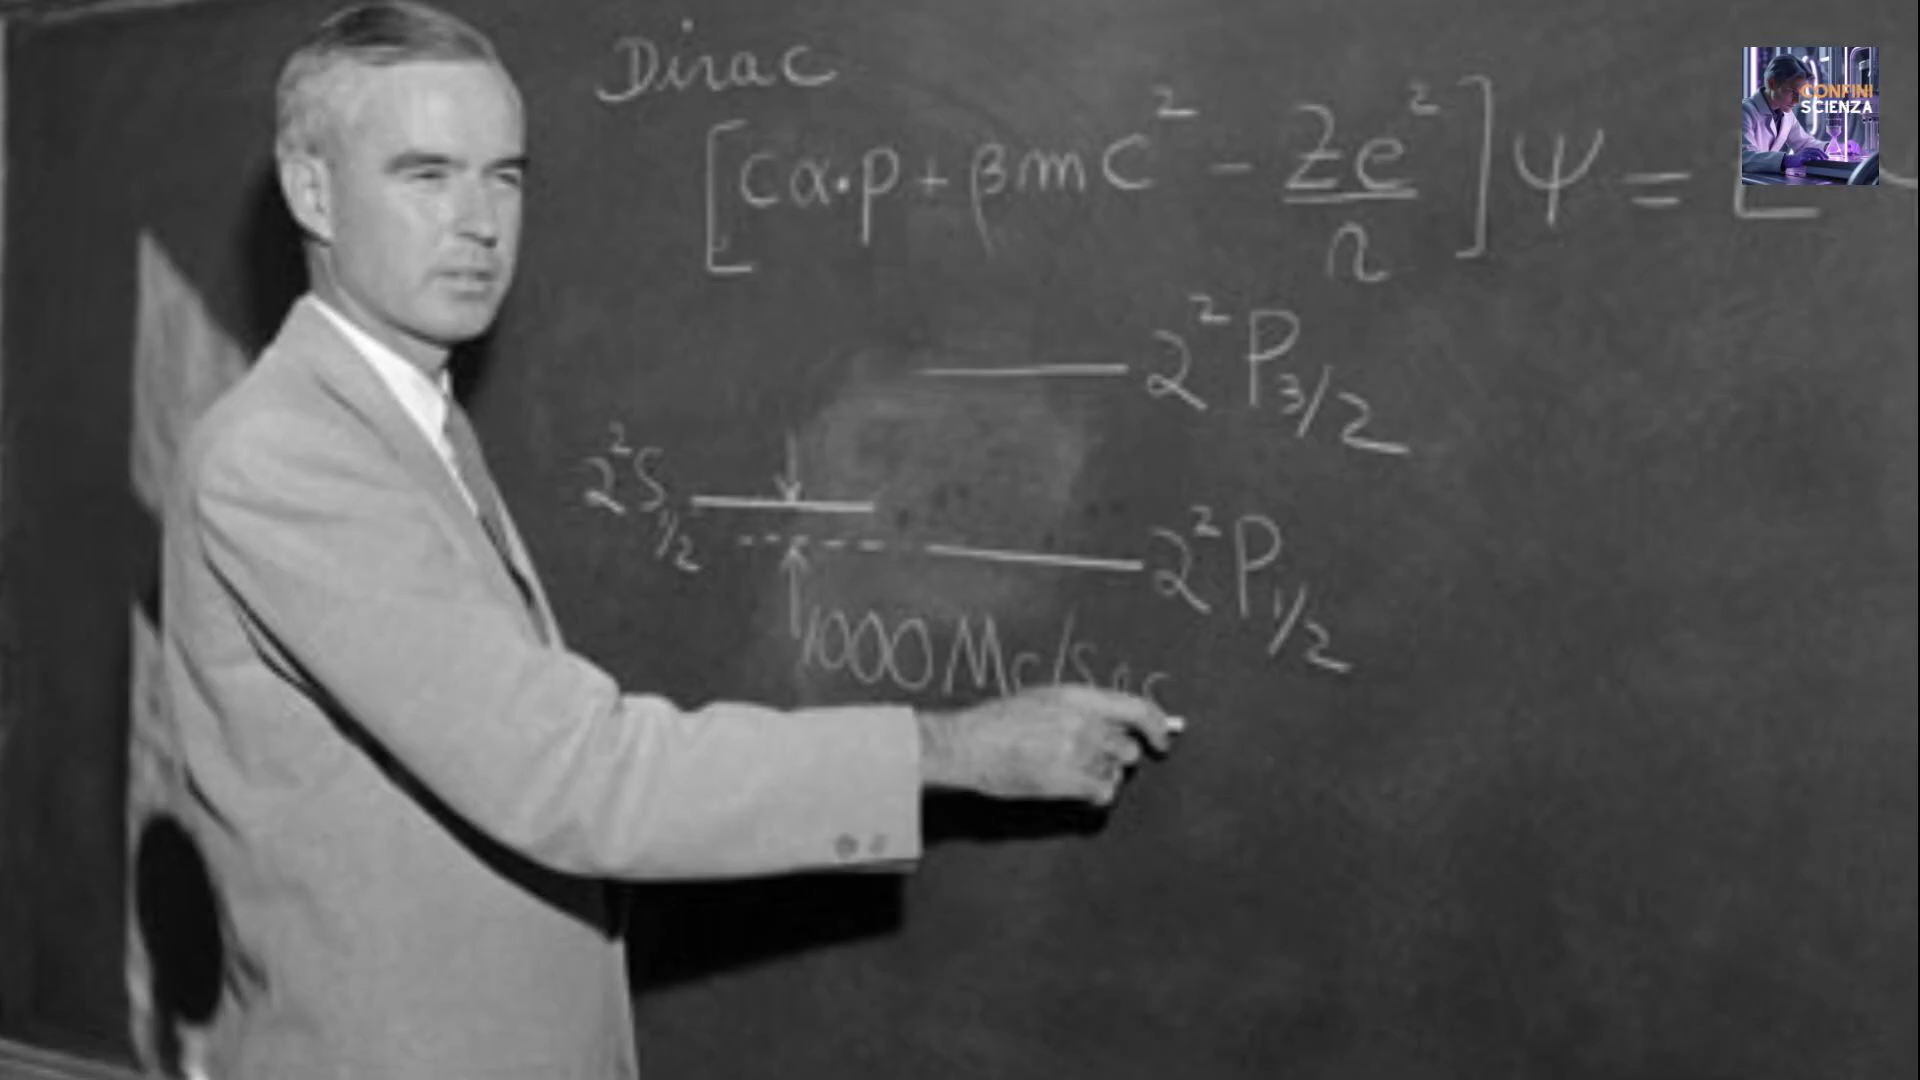 Dirac
[cα·p + βmc² - Ze²/r]ψ = E
2²P3/2
2²S1/2
2²P1/2
1000 Mc/Sec
CONFINI
SCIENZA